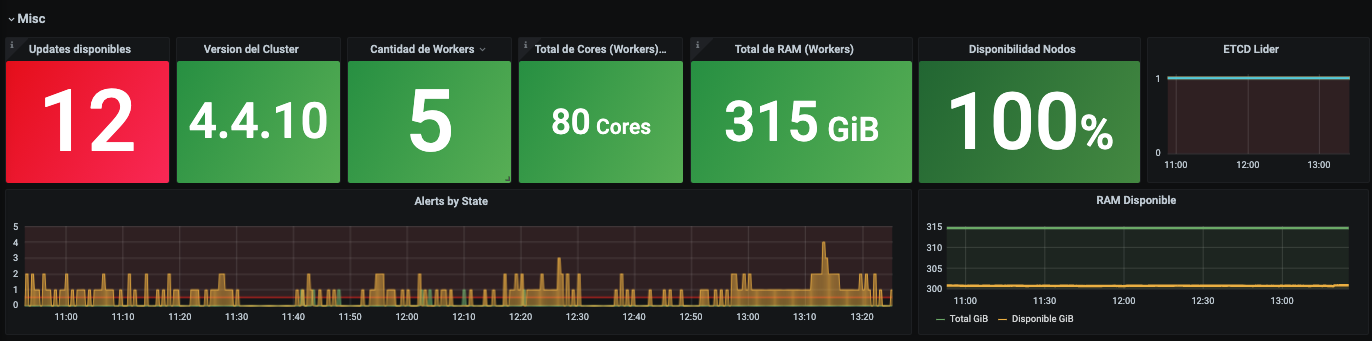 Misc
Updates disponibles
Version del Cluster
Cantidad de Workers
Total de Cores (Workers)...
Total de RAM (Workers)
Disponibilidad Nodos
ETCD Lider
12
4.4.10
5
80 Cores
315 GiB
100%
1
0
11:00 12:00 13:00
Alerts by State
5
4
3
2
1
0
11:00 11:10 11:20 11:30 11:40 11:50 12:00 12:10 12:20 12:30 12:40 12:50 13:00 13:10 13:20
RAM Disponible
315
310
305
300
11:00 11:30 12:00 12:30 13:00
Total GiB Disponible GiB